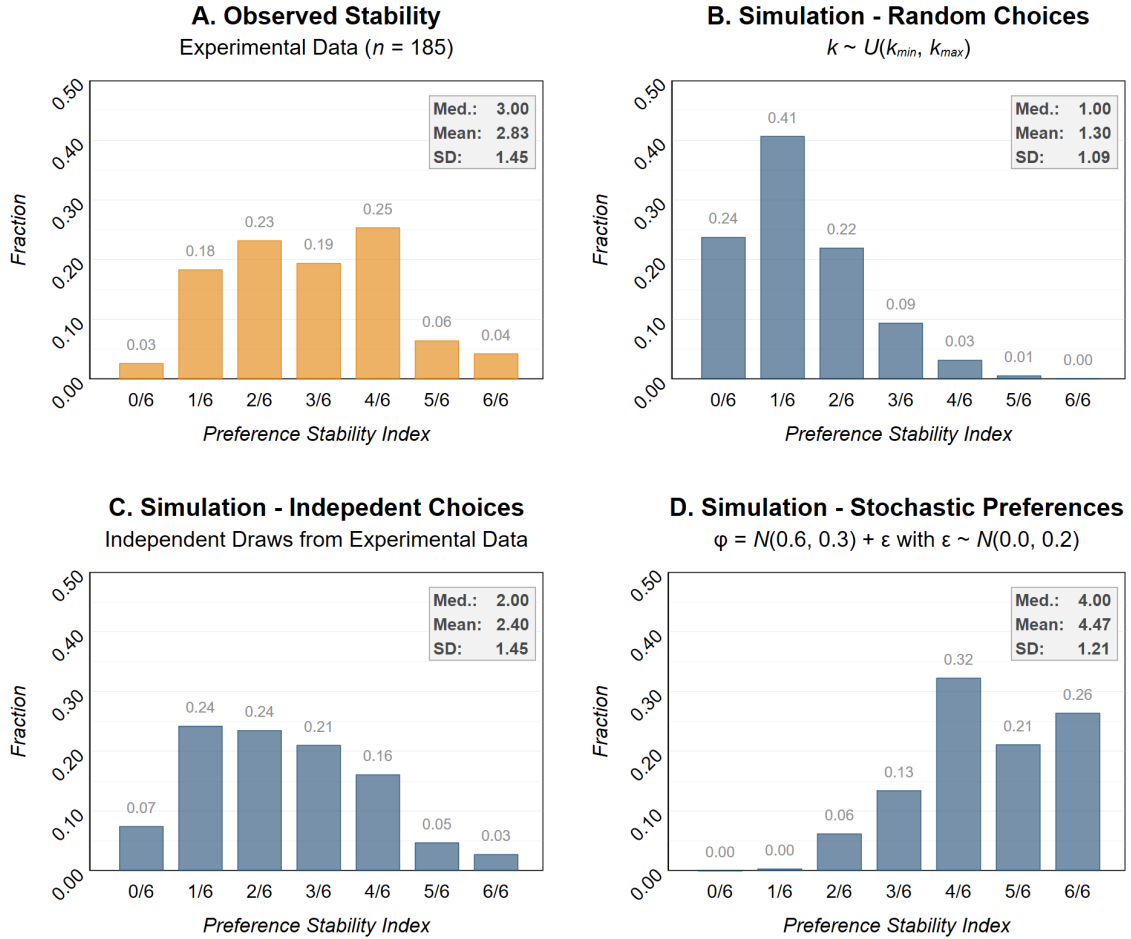 A. Observed Stability
Experimental Data (n = 185)
0.50
0.40
0.30
0.20
0.10
0.00
Fraction
Med.: 3.00
Mean: 2.83
SD: 1.45
0.03
0.18
0.23
0.19
0.25
0.06
0.04
0/6 1/6 2/6 3/6 4/6 5/6 6/6
Preference Stability Index
B. Simulation - Random Choices
k ~ U(kmin, kmax)
0.50
0.40
0.30
0.20
0.10
0.00
Fraction
Med.: 1.00
Mean: 1.30
SD: 1.09
0.24
0.41
0.22
0.09
0.03
0.01
0.00
0/6 1/6 2/6 3/6 4/6 5/6 6/6
Preference Stability Index
C. Simulation - Indepedent Choices
Independent Draws from Experimental Data
0.50
0.40
0.30
0.20
0.10
0.00
Fraction
Med.: 2.00
Mean: 2.40
SD: 1.45
0.07
0.24
0.24
0.21
0.16
0.05
0.03
0/6 1/6 2/6 3/6 4/6 5/6 6/6
Preference Stability Index
D. Simulation - Stochastic Preferences
φ = N(0.6, 0.3) + ε with ε ~ N(0.0, 0.2)
0.50
0.40
0.30
0.20
0.10
0.00
Fraction
Med.: 4.00
Mean: 4.47
SD: 1.21
0.00
0.00
0.06
0.13
0.32
0.21
0.26
0/6 1/6 2/6 3/6 4/6 5/6 6/6
Preference Stability Index